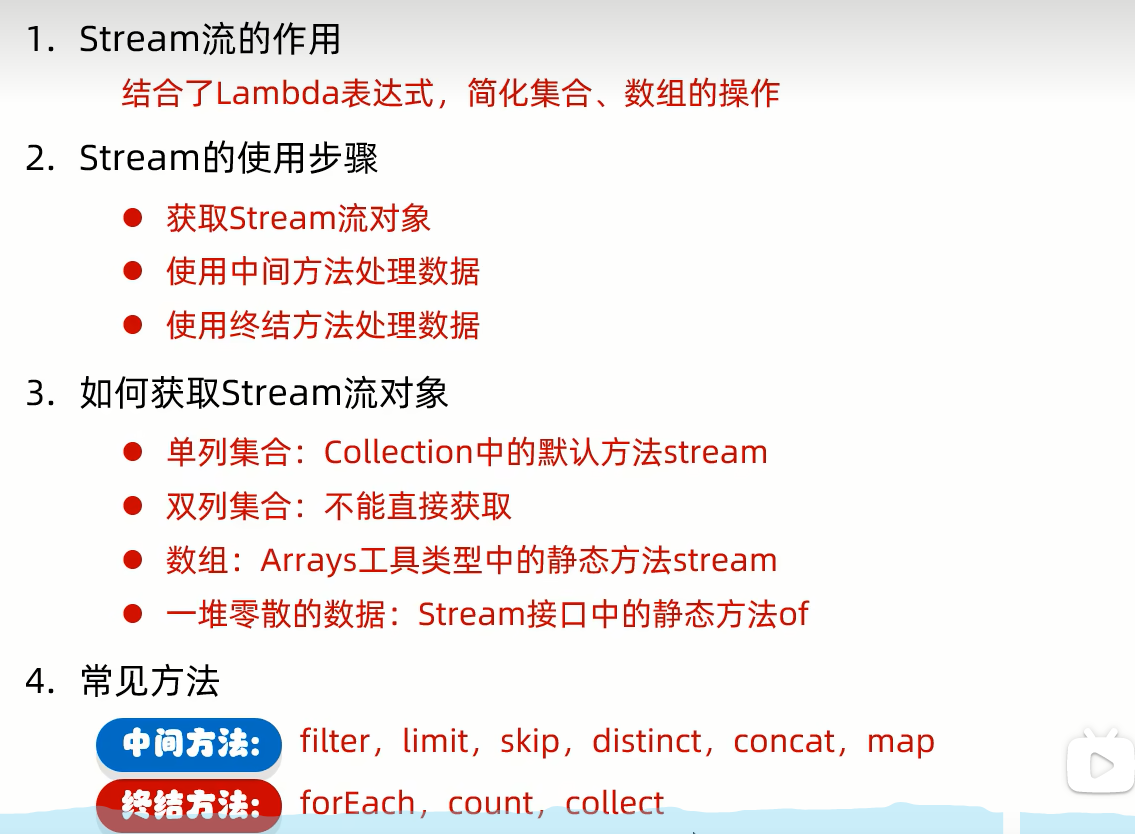 1. Stream流的作用
结合了Lambda表达式，简化集合、数组的操作
2. Stream的使用步骤
● 获取Stream流对象
● 使用中间方法处理数据
● 使用终结方法处理数据
3. 如何获取Stream流对象
● 单列集合：Collection中的默认方法stream
● 双列集合：不能直接获取
● 数组：Arrays工具类型中的静态方法stream
● 一堆零散的数据：Stream接口中的静态方法of
4. 常见方法
中间方法: filter，limit，skip，distinct，concat，map
终结方法: forEach，count，collect